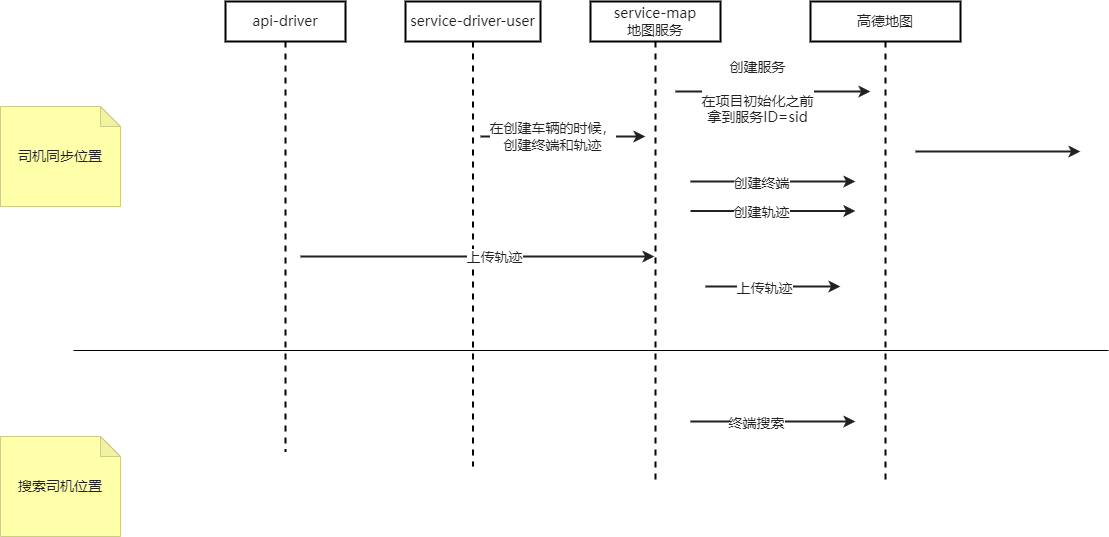 api-driver
service-driver-user
service-map
地图服务
高德地图
创建服务
在项目初始化之前
拿到服务ID=sid
在创建车辆的时候，
创建终端和轨迹
司机同步位置
创建终端
创建轨迹
上传轨迹
上传轨迹
终端搜索
搜索司机位置